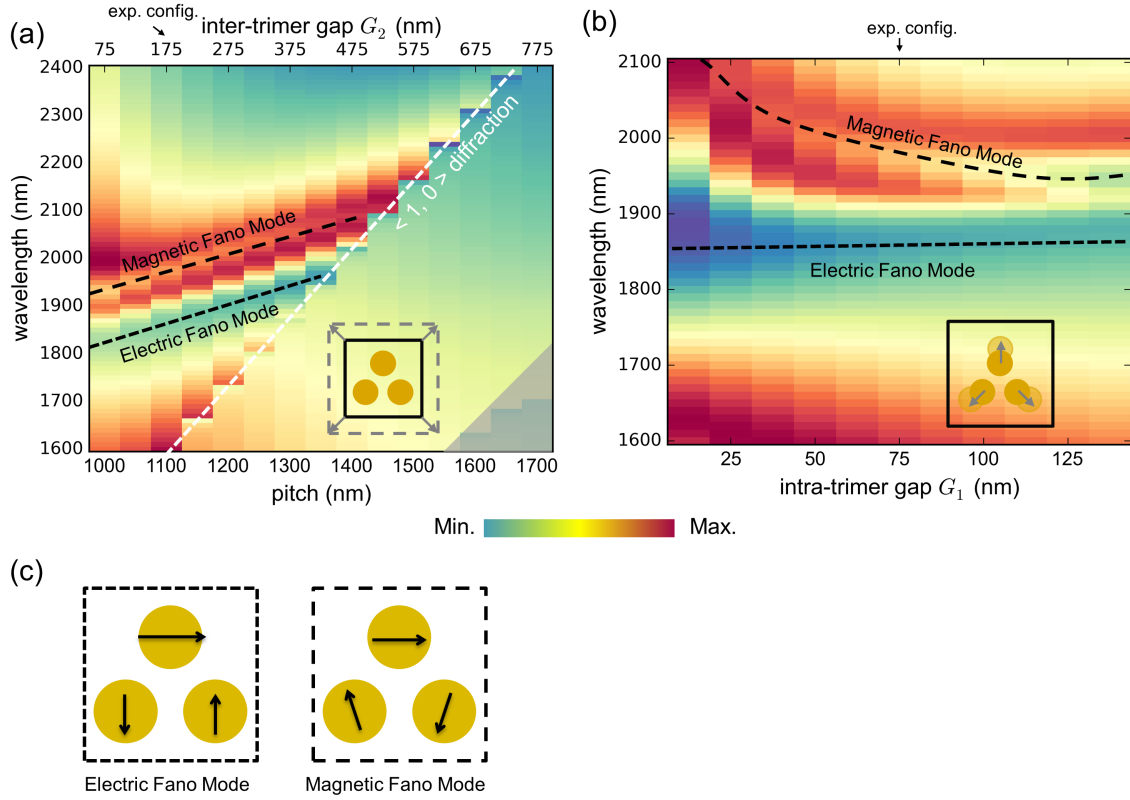 (a)
exp. config.
inter-trimer gap G₂ (nm)
75 175 275 375 475 575 675 775
2400
2300
2200
2100
2000
1900
1800
1700
1600
wavelength (nm)
Magnetic Fano Mode
Electric Fano Mode
< 1, 0 > diffraction
1000 1100 1200 1300 1400 1500 1600 1700
pitch (nm)
(b)
exp. config.
2100
2000
1900
1800
1700
1600
wavelength (nm)
Magnetic Fano Mode
Electric Fano Mode
25 50 75 100 125
intra-trimer gap G₁ (nm)
Min. Max.
(c)
Electric Fano Mode
Magnetic Fano Mode